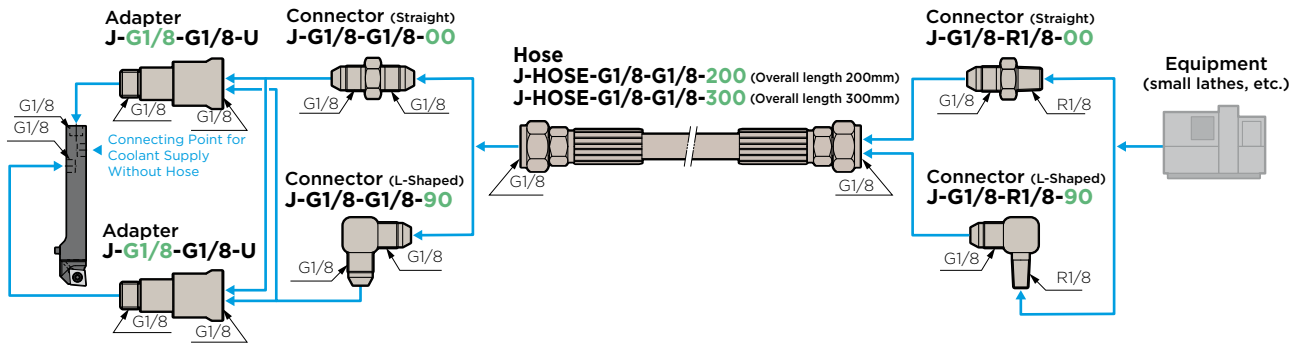 Adapter
J-G1/8-G1/8-U
G1/8
G1/8
G1/8
G1/8
Connecting Point for
Coolant Supply
Without Hose
Adapter
J-G1/8-G1/8-U
G1/8
G1/8
Connector (Straight)
J-G1/8-G1/8-00
G1/8
G1/8
Connector (L-Shaped)
J-G1/8-G1/8-90
G1/8
G1/8
Hose
J-HOSE-G1/8-G1/8-200 (Overall length 200mm)
J-HOSE-G1/8-G1/8-300 (Overall length 300mm)
G1/8
G1/8
Connector (Straight)
J-G1/8-R1/8-00
G1/8
R1/8
Connector (L-Shaped)
J-G1/8-R1/8-90
G1/8
R1/8
Equipment
(small lathes, etc.)